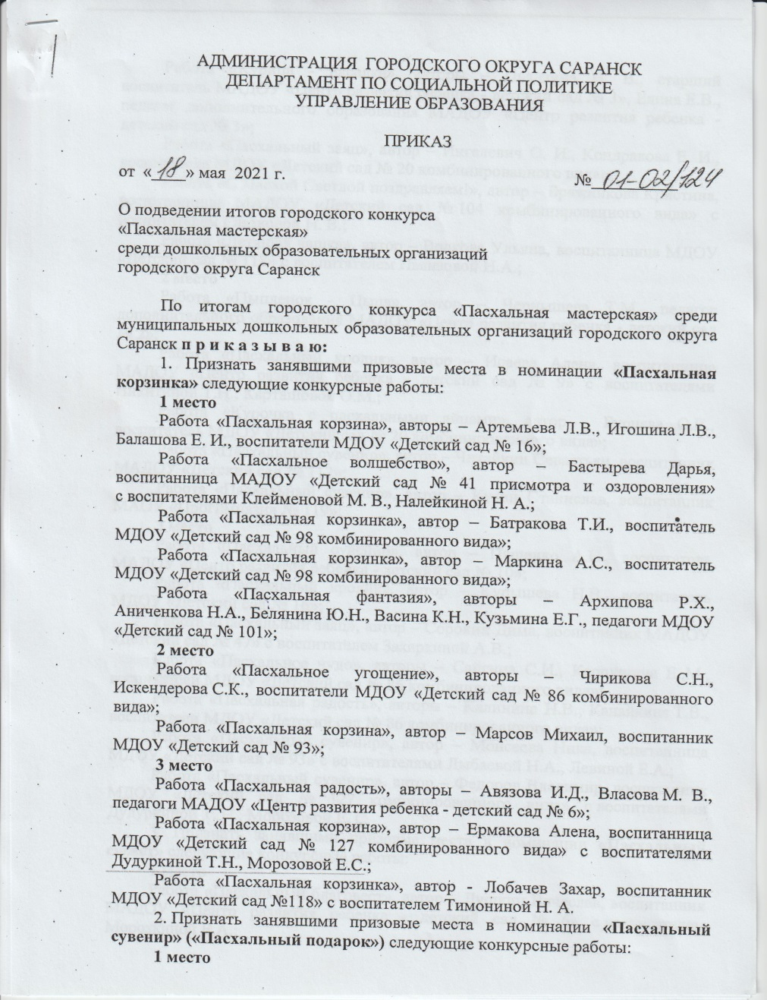 АДМИНИСТРАЦИЯ ГОРОДСКОГО ОКРУГА САРАНСК
ДЕПАРТАМЕНТ ПО СОЦИАЛЬНОЙ ПОЛИТИКЕ
УПРАВЛЕНИЕ ОБРАЗОВАНИЯ
ПРИКАЗ
от «18» мая 2021 г. № 01-02/124
О подведении итогов городского конкурса
«Пасхальная мастерская»
среди дошкольных образовательных организаций
городского округа Саранск
По итогам городского конкурса «Пасхальная мастерская» среди
муниципальных дошкольных образовательных организаций городского округа
Саранск п р и к а з ы в а ю:
1. Признать занявшими призовые места в номинации «Пасхальная
корзинка» следующие конкурсные работы:
1 место
Работа «Пасхальная корзина», авторы – Артемьева Л.В., Игошина Л.В.,
Балашова Е. И., воспитатели МДОУ «Детский сад № 16»;
Работа «Пасхальное волшебство», автор – Бастырева Дарья,
воспитанница МАДОУ «Детский сад № 41 присмотра и оздоровления»
с воспитателями Клейменовой М. В., Налейкиной Н. А.;
Работа «Пасхальная корзинка», автор – Батракова Т.И., воспитатель
МДОУ «Детский сад № 98 комбинированного вида»;
Работа «Пасхальная корзинка», автор – Маркина А.С., воспитатель
МДОУ «Детский сад № 98 комбинированного вида»;
Работа «Пасхальная фантазия», авторы – Архипова Р.Х.,
Аниченкова Н.А., Белянина Ю.Н., Васина К.Н., Кузьмина Е.Г., педагоги МДОУ
«Детский сад № 101»;
2 место
Работа «Пасхальное угощение», авторы – Чирикова С.Н.,
Искендерова С.К., воспитатели МДОУ «Детский сад № 86 комбинированного
вида»;
Работа «Пасхальная корзина», автор – Марсов Михаил, воспитанник
МДОУ «Детский сад № 93»;
3 место
Работа «Пасхальная радость», авторы – Авязова И.Д., Власова М. В.,
педагоги МАДОУ «Центр развития ребенка - детский сад № 6»;
Работа «Пасхальная корзина», автор – Ермакова Алена, воспитанница
МДОУ «Детский сад № 127 комбинированного вида» с воспитателями
Дудуркиной Т.Н., Морозовой Е.С.;
Работа «Пасхальная корзинка», автор - Лобачев Захар, воспитанник
МДОУ «Детский сад №118» с воспитателем Тимониной Н. А.
2. Признать занявшими призовые места в номинации «Пасхальный
сувенир» («Пасхальный подарок») следующие конкурсные работы:
1 место